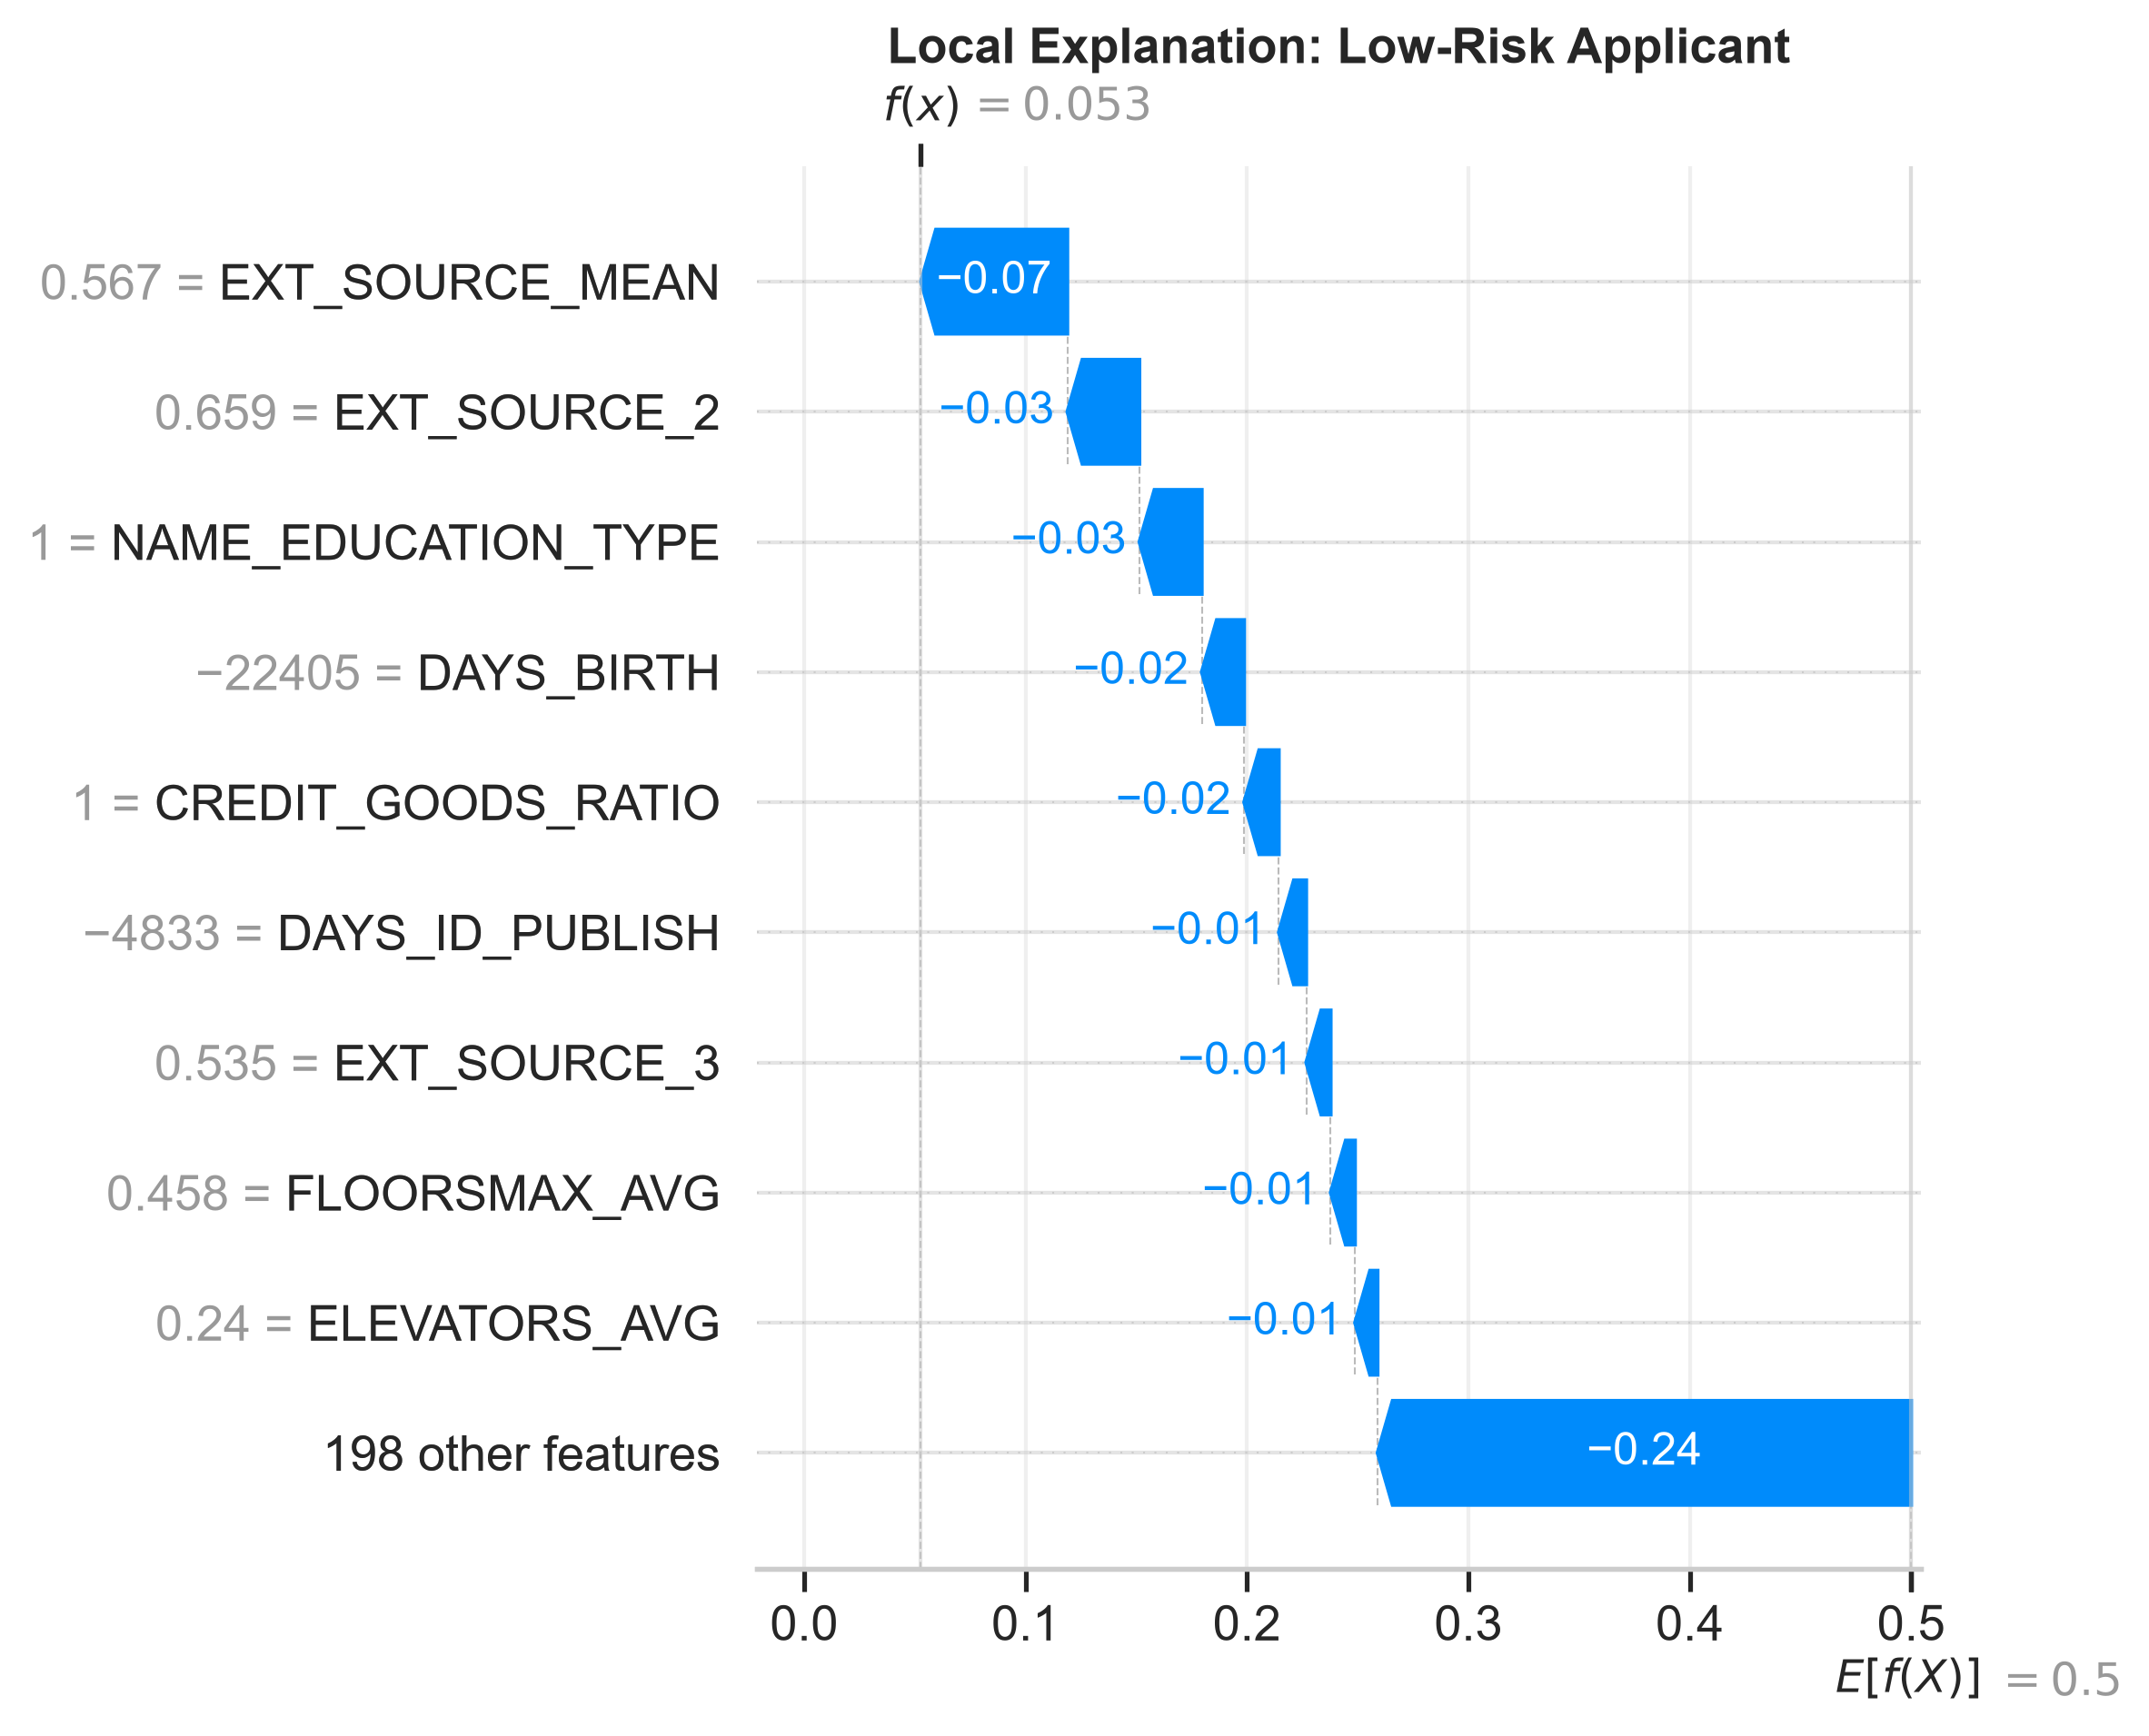 Local Explanation: Low-Risk Applicant
f(x) = 0.053
0.567 = EXT_SOURCE_MEAN
−0.07
0.659 = EXT_SOURCE_2
−0.03
1 = NAME_EDUCATION_TYPE
−0.03
−22405 = DAYS_BIRTH
−0.02
1 = CREDIT_GOODS_RATIO
−0.02
−4833 = DAYS_ID_PUBLISH
−0.01
0.535 = EXT_SOURCE_3
−0.01
0.458 = FLOORSMAX_AVG
−0.01
0.24 = ELEVATORS_AVG
−0.01
198 other features
−0.24
0.0 0.1 0.2 0.3 0.4 0.5
E[f(X)] = 0.5